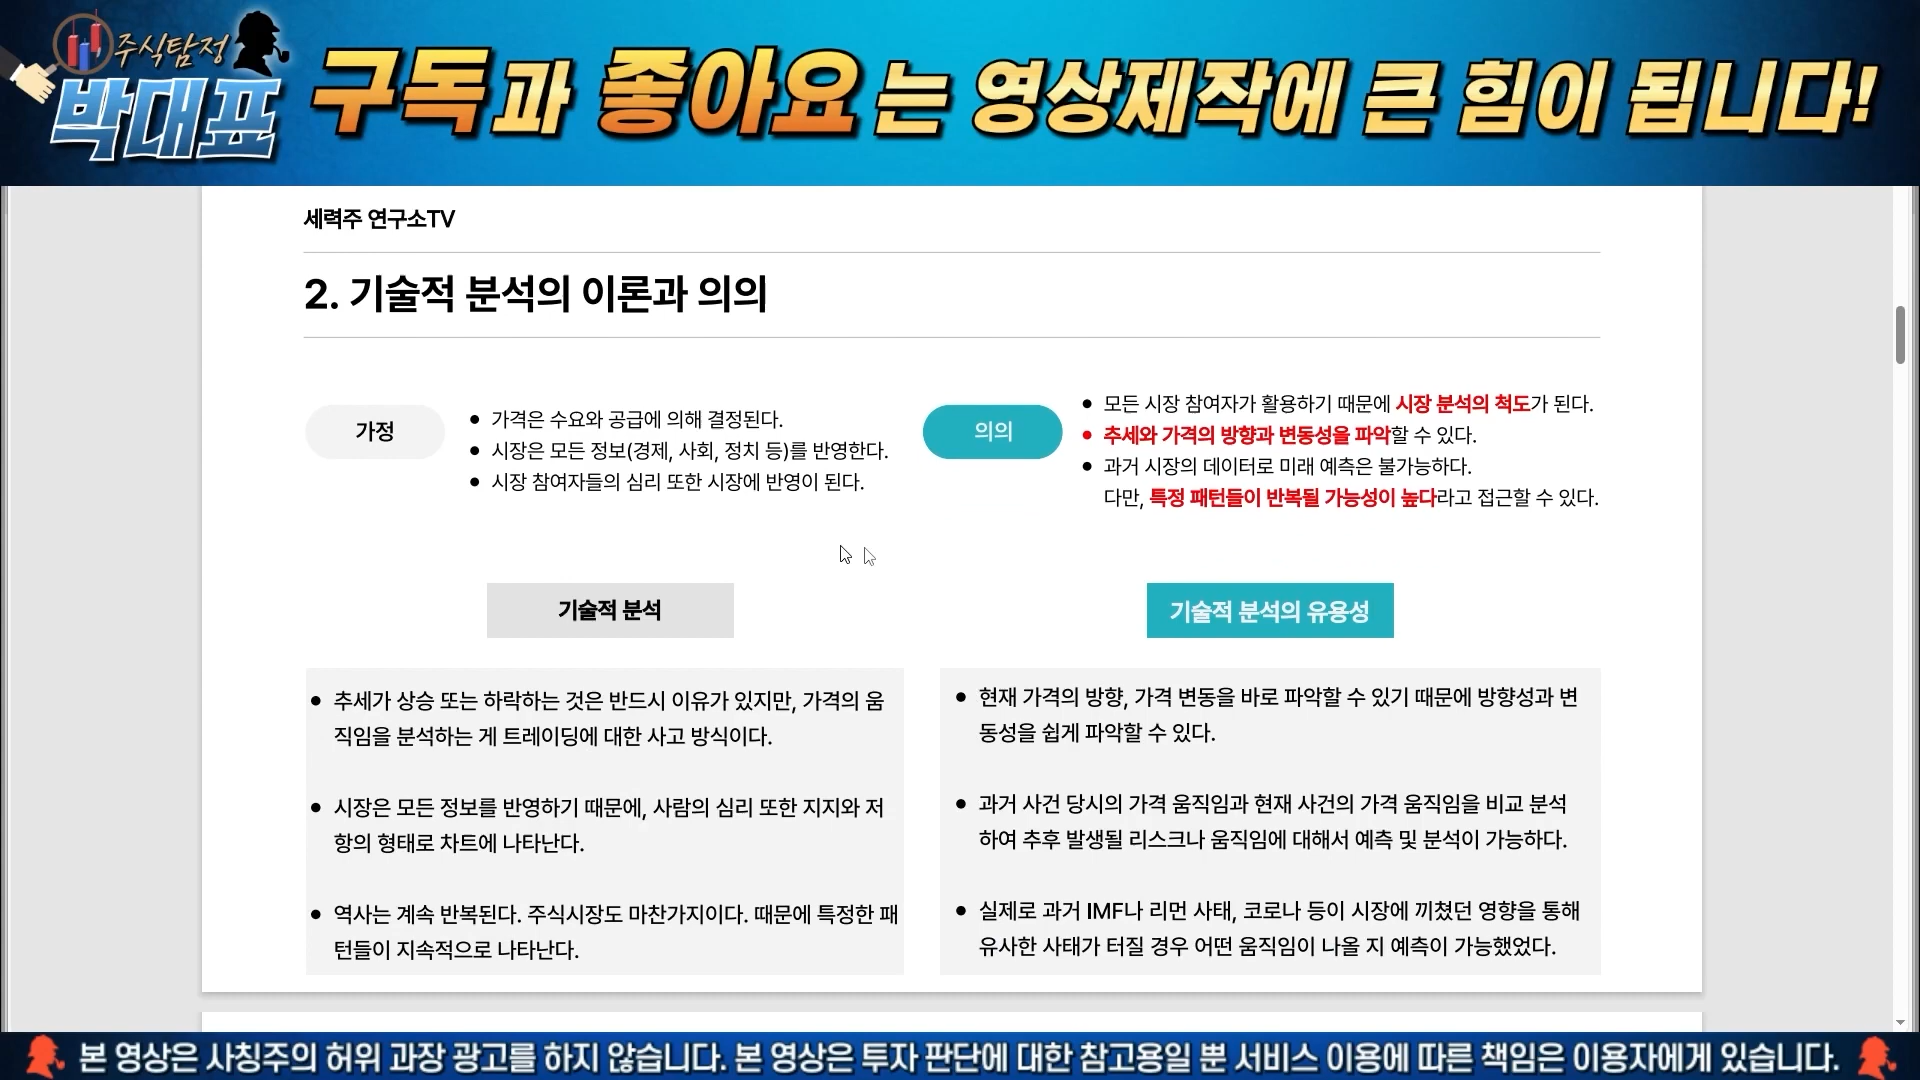 주식탐정
박대표
구독과 좋아요는 영상제작에 큰 힘이 됩니다!
세력주 연구소TV
2. 기술적 분석의 이론과 의의
가정
● 가격은 수요와 공급에 의해 결정된다.
● 시장은 모든 정보(경제, 사회, 정치 등)를 반영한다.
● 시장 참여자들의 심리 또한 시장에 반영이 된다.
의의
● 모든 시장 참여자가 활용하기 때문에 시장 분석의 척도가 된다.
● 추세와 가격의 방향과 변동성을 파악할 수 있다.
● 과거 시장의 데이터로 미래 예측은 불가능하다.
다만, 특정 패턴들이 반복될 가능성이 높다라고 접근할 수 있다.
기술적 분석
● 추세가 상승 또는 하락하는 것은 반드시 이유가 있지만, 가격의 움
직임을 분석하는 게 트레이딩에 대한 사고 방식이다.
● 시장은 모든 정보를 반영하기 때문에, 사람의 심리 또한 지지와 저
항의 형태로 차트에 나타난다.
● 역사는 계속 반복된다. 주식시장도 마찬가지이다. 때문에 특정한 패
턴들이 지속적으로 나타난다.
기술적 분석의 유용성
● 현재 가격의 방향, 가격 변동을 바로 파악할 수 있기 때문에 방향성과 변
동성을 쉽게 파악할 수 있다.
● 과거 사건 당시의 가격 움직임과 현재 사건의 가격 움직임을 비교 분석
하여 추후 발생될 리스크나 움직임에 대해서 예측 및 분석이 가능하다.
● 실제로 과거 IMF나 리먼 사태, 코로나 등이 시장에 끼쳤던 영향을 통해
유사한 사태가 터질 경우 어떤 움직임이 나올 지 예측이 가능했었다.
본 영상은 사칭주의 허위 과장 광고를 하지 않습니다. 본 영상은 투자 판단에 대한 참고용일 뿐 서비스 이용에 따른 책임은 이용자에게 있습니다.